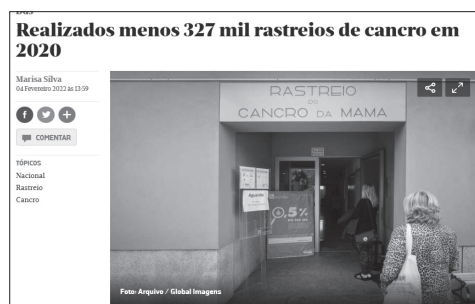 Realizados menos 327 mil rastreios de cancro em
2020
Marisa Silva
04 Fevereiro 2022 às 13:59
COMENTAR
TÓPICOS
Nacional
Rastreio
Cancro
RASTREIO
DO
CANCRO DA MAMA
,5%
Foto: Arquivo / Global Imagens